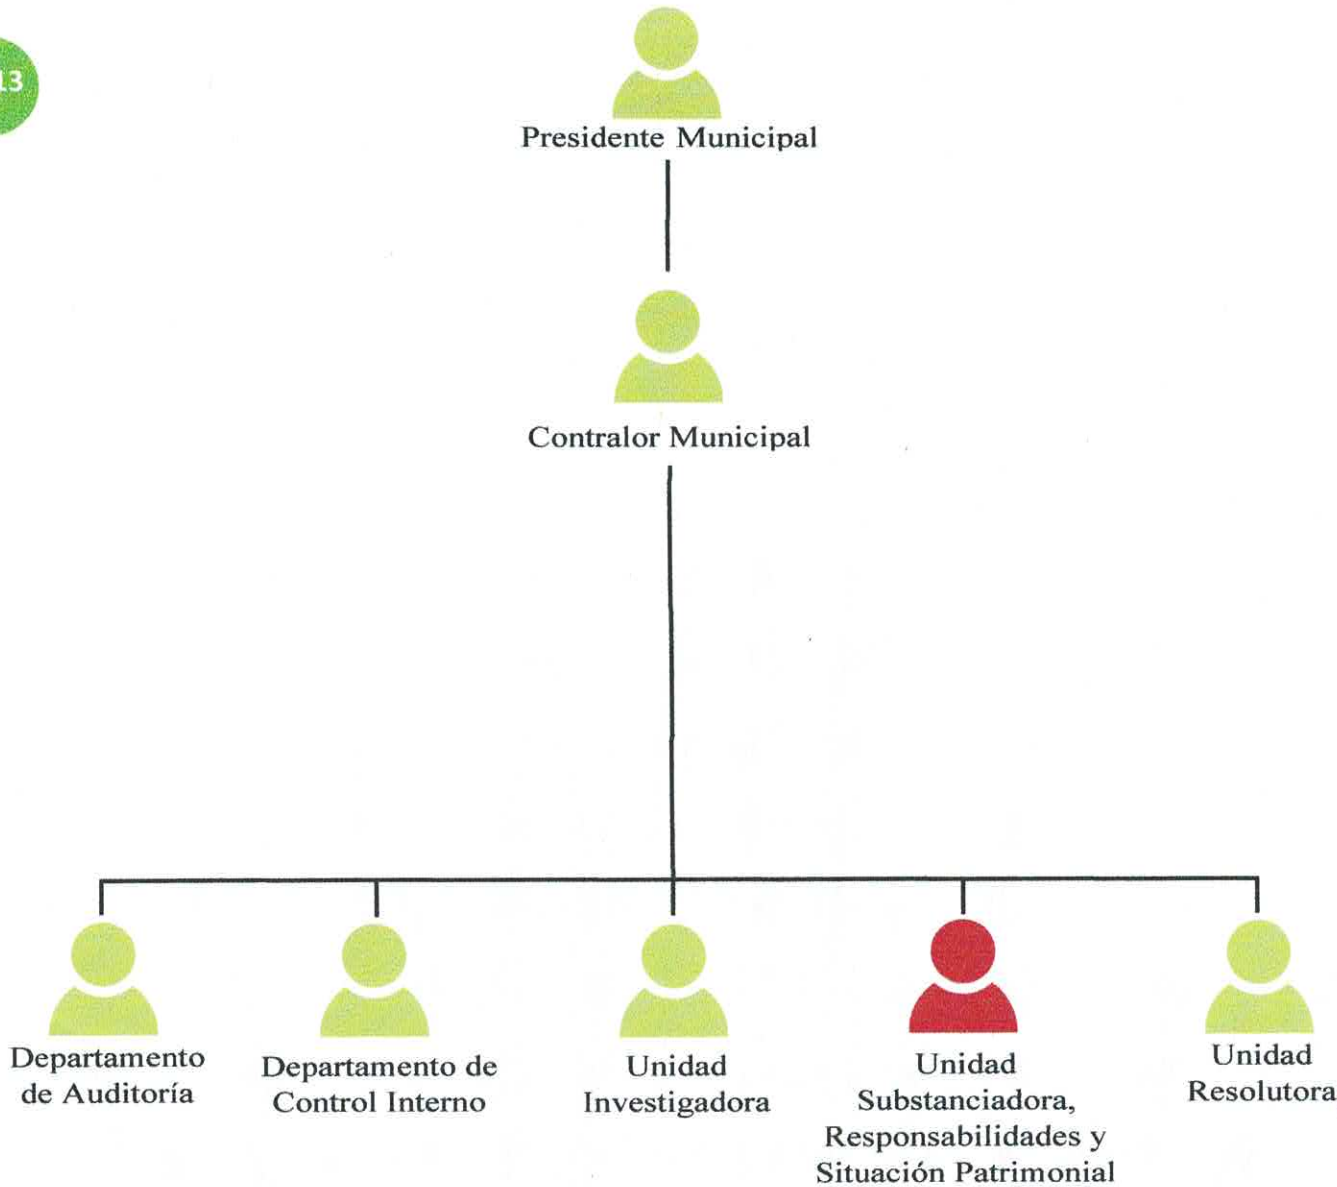 13
Presidente Municipal
Contralor Municipal
Departamento
de Auditoría
Departamento de
Control Interno
Unidad
Investigadora
Unidad
Substanciadora,
Responsabilidades y
Situación Patrimonial
Unidad
Resolutora